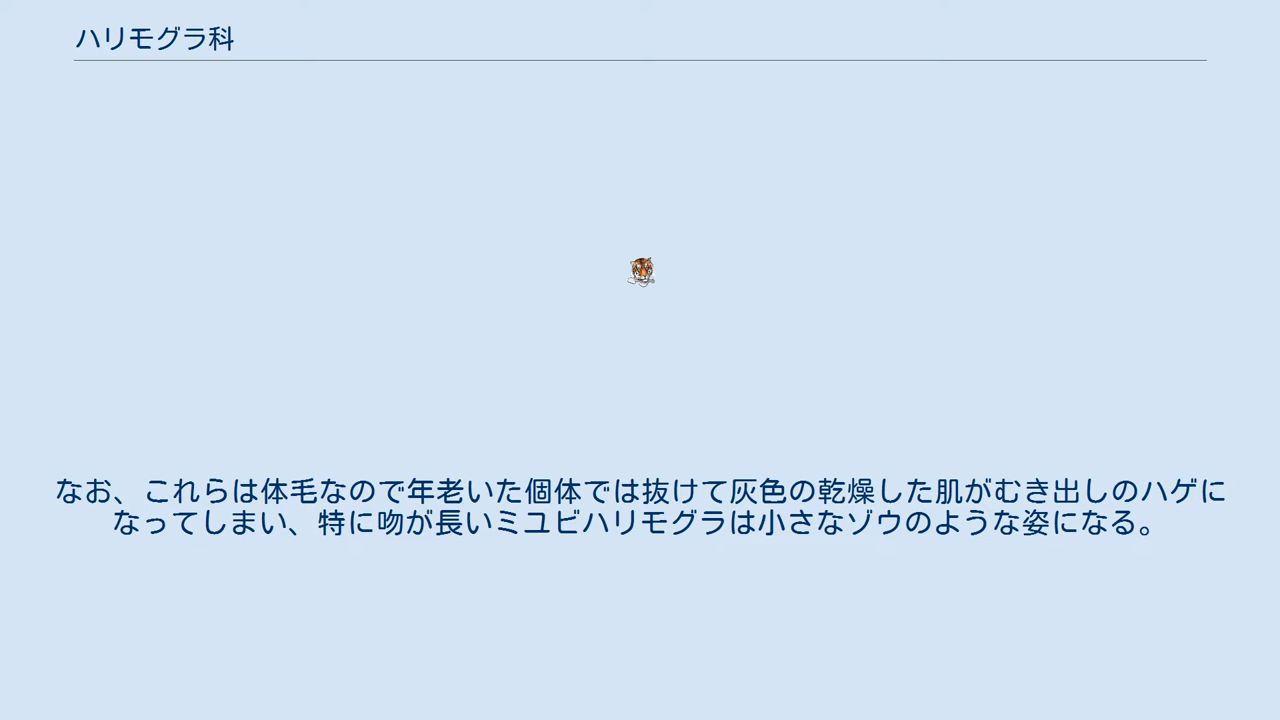 ハリモグラ科
なお、これらは体毛なので年老いた個体では抜けて灰色の乾燥した肌がむき出しのハゲに
なってしまい、特に吻が長いミユビハリモグラは小さなゾウのような姿になる。